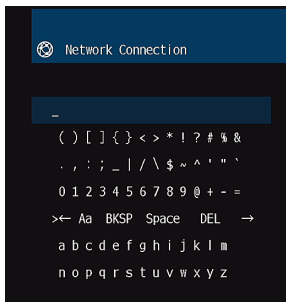 Network Connection
_
( ) [ ] { } < > * ! ? # % &
. , : ; _ | / \ $ ~ ^ ' " `
0 1 2 3 4 5 6 7 8 9 @ + - =
>← Aa BKSP Space DEL →
a b c d e f g h i j k l m
n o p q r s t u v w x y z